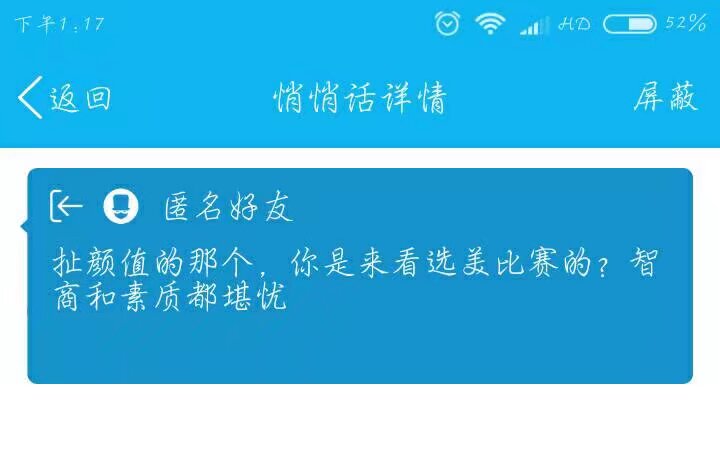 下午1:17 HD 52%
返回 悄悄话详情 屏蔽
匿名好友
扯颜值的那个，你是来看选美比赛的？智
商和素质都堪忧